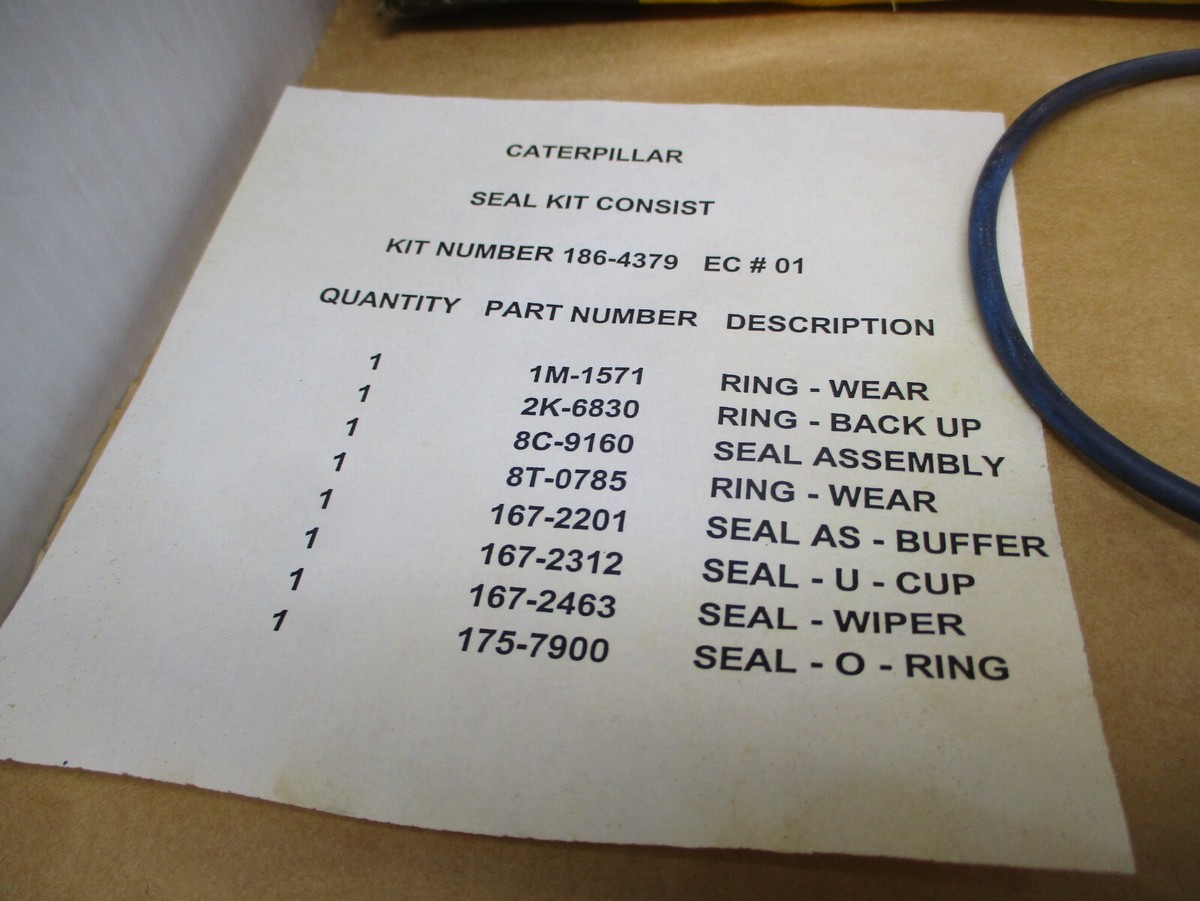 CATERPILLAR
SEAL KIT CONSIST
KIT NUMBER 186-4379 EC # 01
QUANTITY PART NUMBER DESCRIPTION
1 1M-1571 RING - WEAR
1 2K-6830 RING - BACK UP
1 8C-9160 SEAL ASSEMBLY
1 8T-0785 RING - WEAR
1 167-2201 SEAL AS - BUFFER
1 167-2312 SEAL - U - CUP
1 167-2463 SEAL - WIPER
1 175-7900 SEAL - O - RING